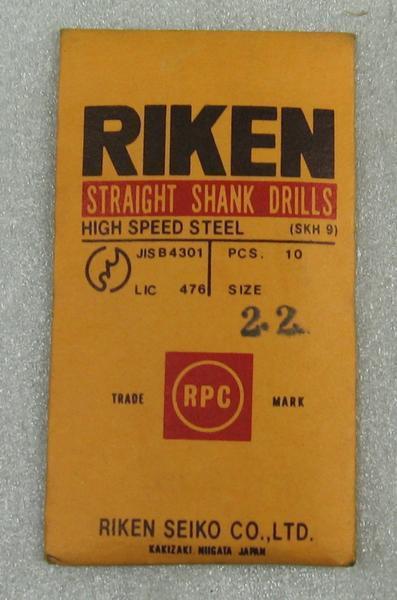 RIKEN
STRAIGHT SHANK DRILLS
HIGH SPEED STEEL (SKH 9)
JIS B 4301 PCS. 10
LIC 476 SIZE
2.2
TRADE RPC MARK
RIKEN SEIKO CO., LTD.
KAKIZAKI NIIGATA JAPAN